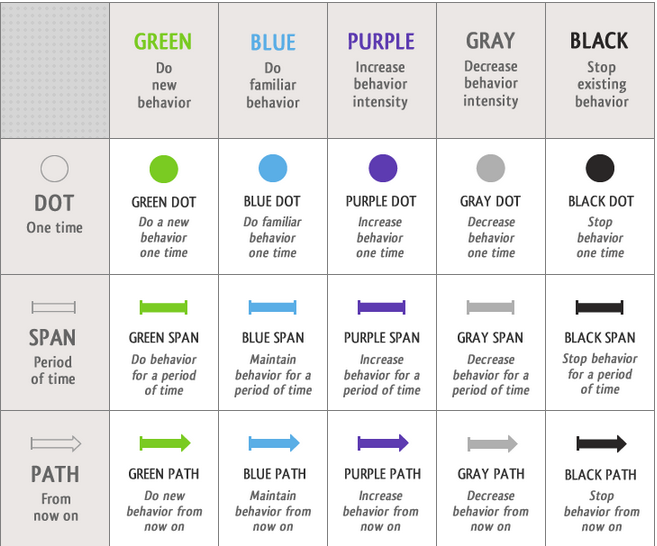 GREEN
Do
new
behavior
BLUE
Do
familiar
behavior
PURPLE
Increase
behavior
intensity
GRAY
Decrease
behavior
intensity
BLACK
Stop
existing
behavior
DOT
One time
GREEN DOT
Do a new
behavior
one time
BLUE DOT
Do familiar
behavior
one time
PURPLE DOT
Increase
behavior
one time
GRAY DOT
Decrease
behavior
one time
BLACK DOT
Stop
behavior
one time
SPAN
Period
of time
GREEN SPAN
Do behavior
for a period
of time
BLUE SPAN
Maintain
behavior for a
period of time
PURPLE SPAN
Increase
behavior for a
period of time
GRAY SPAN
Decrease
behavior for a
period of time
BLACK SPAN
Stop behavior
for a period
of time
PATH
From
now on
GREEN PATH
Do new
behavior from
now on
BLUE PATH
Maintain
behavior from
now on
PURPLE PATH
Increase
behavior from
now on
GRAY PATH
Decrease
behavior from
now on
BLACK PATH
Stop
behavior from
now on